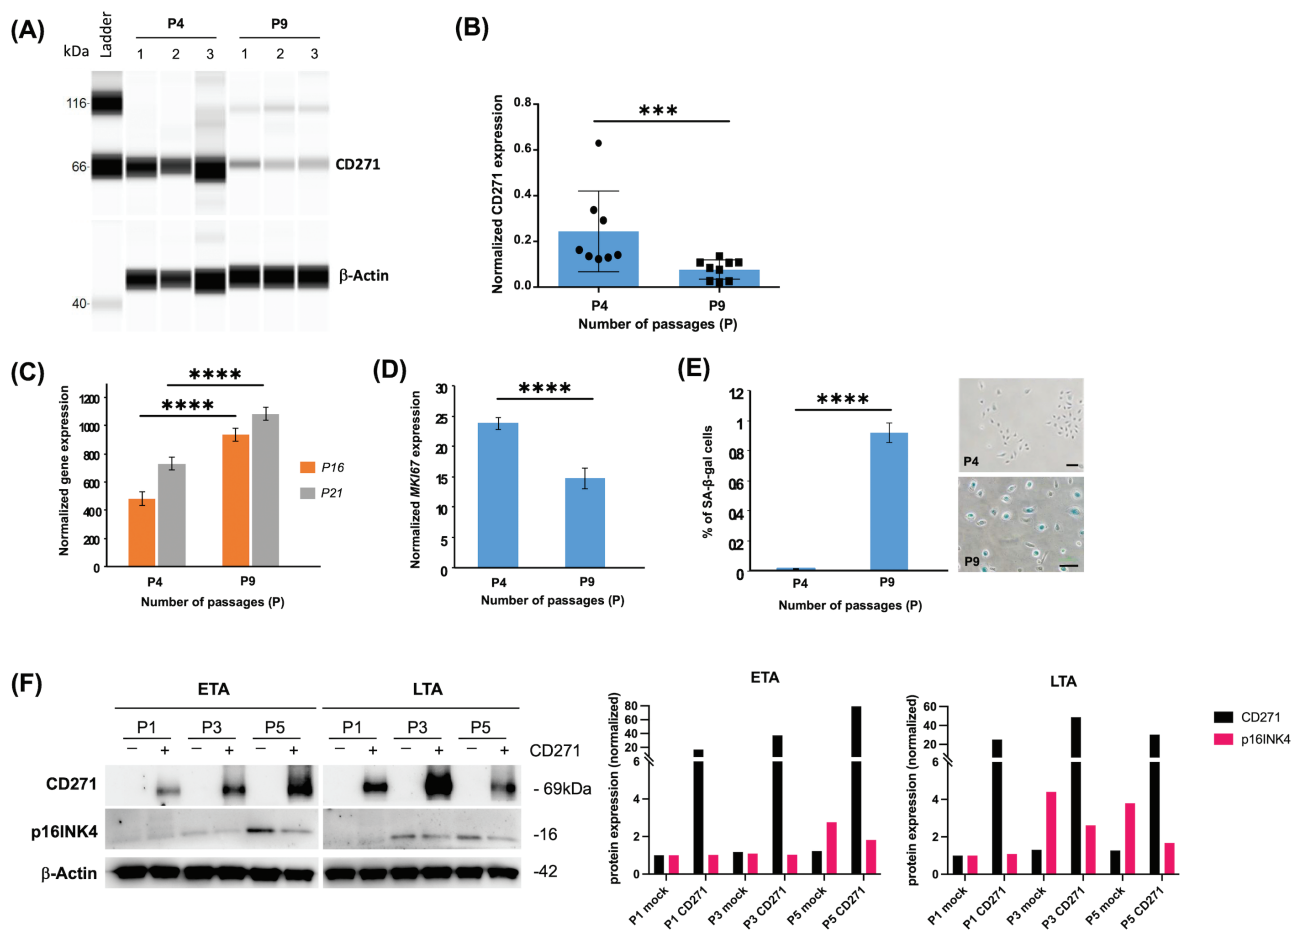 (A)
Ladder
P4
P9
kDa
1 2 3 1 2 3
116-
66-
CD271
β-Actin
40-
(B)
***
Normalized CD271 expression
0.8
0.6
0.4
0.2
0.0
P4
P9
Number of passages (P)
(C)
****
****
Normalized gene expression
1200
1000
800
600
400
200
0
P16
P21
P4
P9
Number of passages (P)
(D)
****
Normalized MKI67 expression
30
25
20
15
10
5
0
P4
P9
Number of passages (P)
(E)
****
% of SA-β-gal cells
12
1
0.8
0.6
04
02
0
P4
P9
Number of passages (P)
P4
P9
(F)
ETA
LTA
P1 P3 P5 P1 P3 P5
– + – + – + – + – + – + CD271
CD271
- 69kDa
p16INK4
-16
β-Actin
-42
ETA
protein expression (normalized)
80
60
40
20
6
4
2
0
P1 mock
P1 CD271
P3 mock
P3 CD271
P5 mock
P5 CD271
LTA
protein expression (normalized)
60
40
20
6
4
2
0
P1 mock
P1 CD271
P3 mock
P3 CD271
P5 mock
P5 CD271
CD271
p16INK4